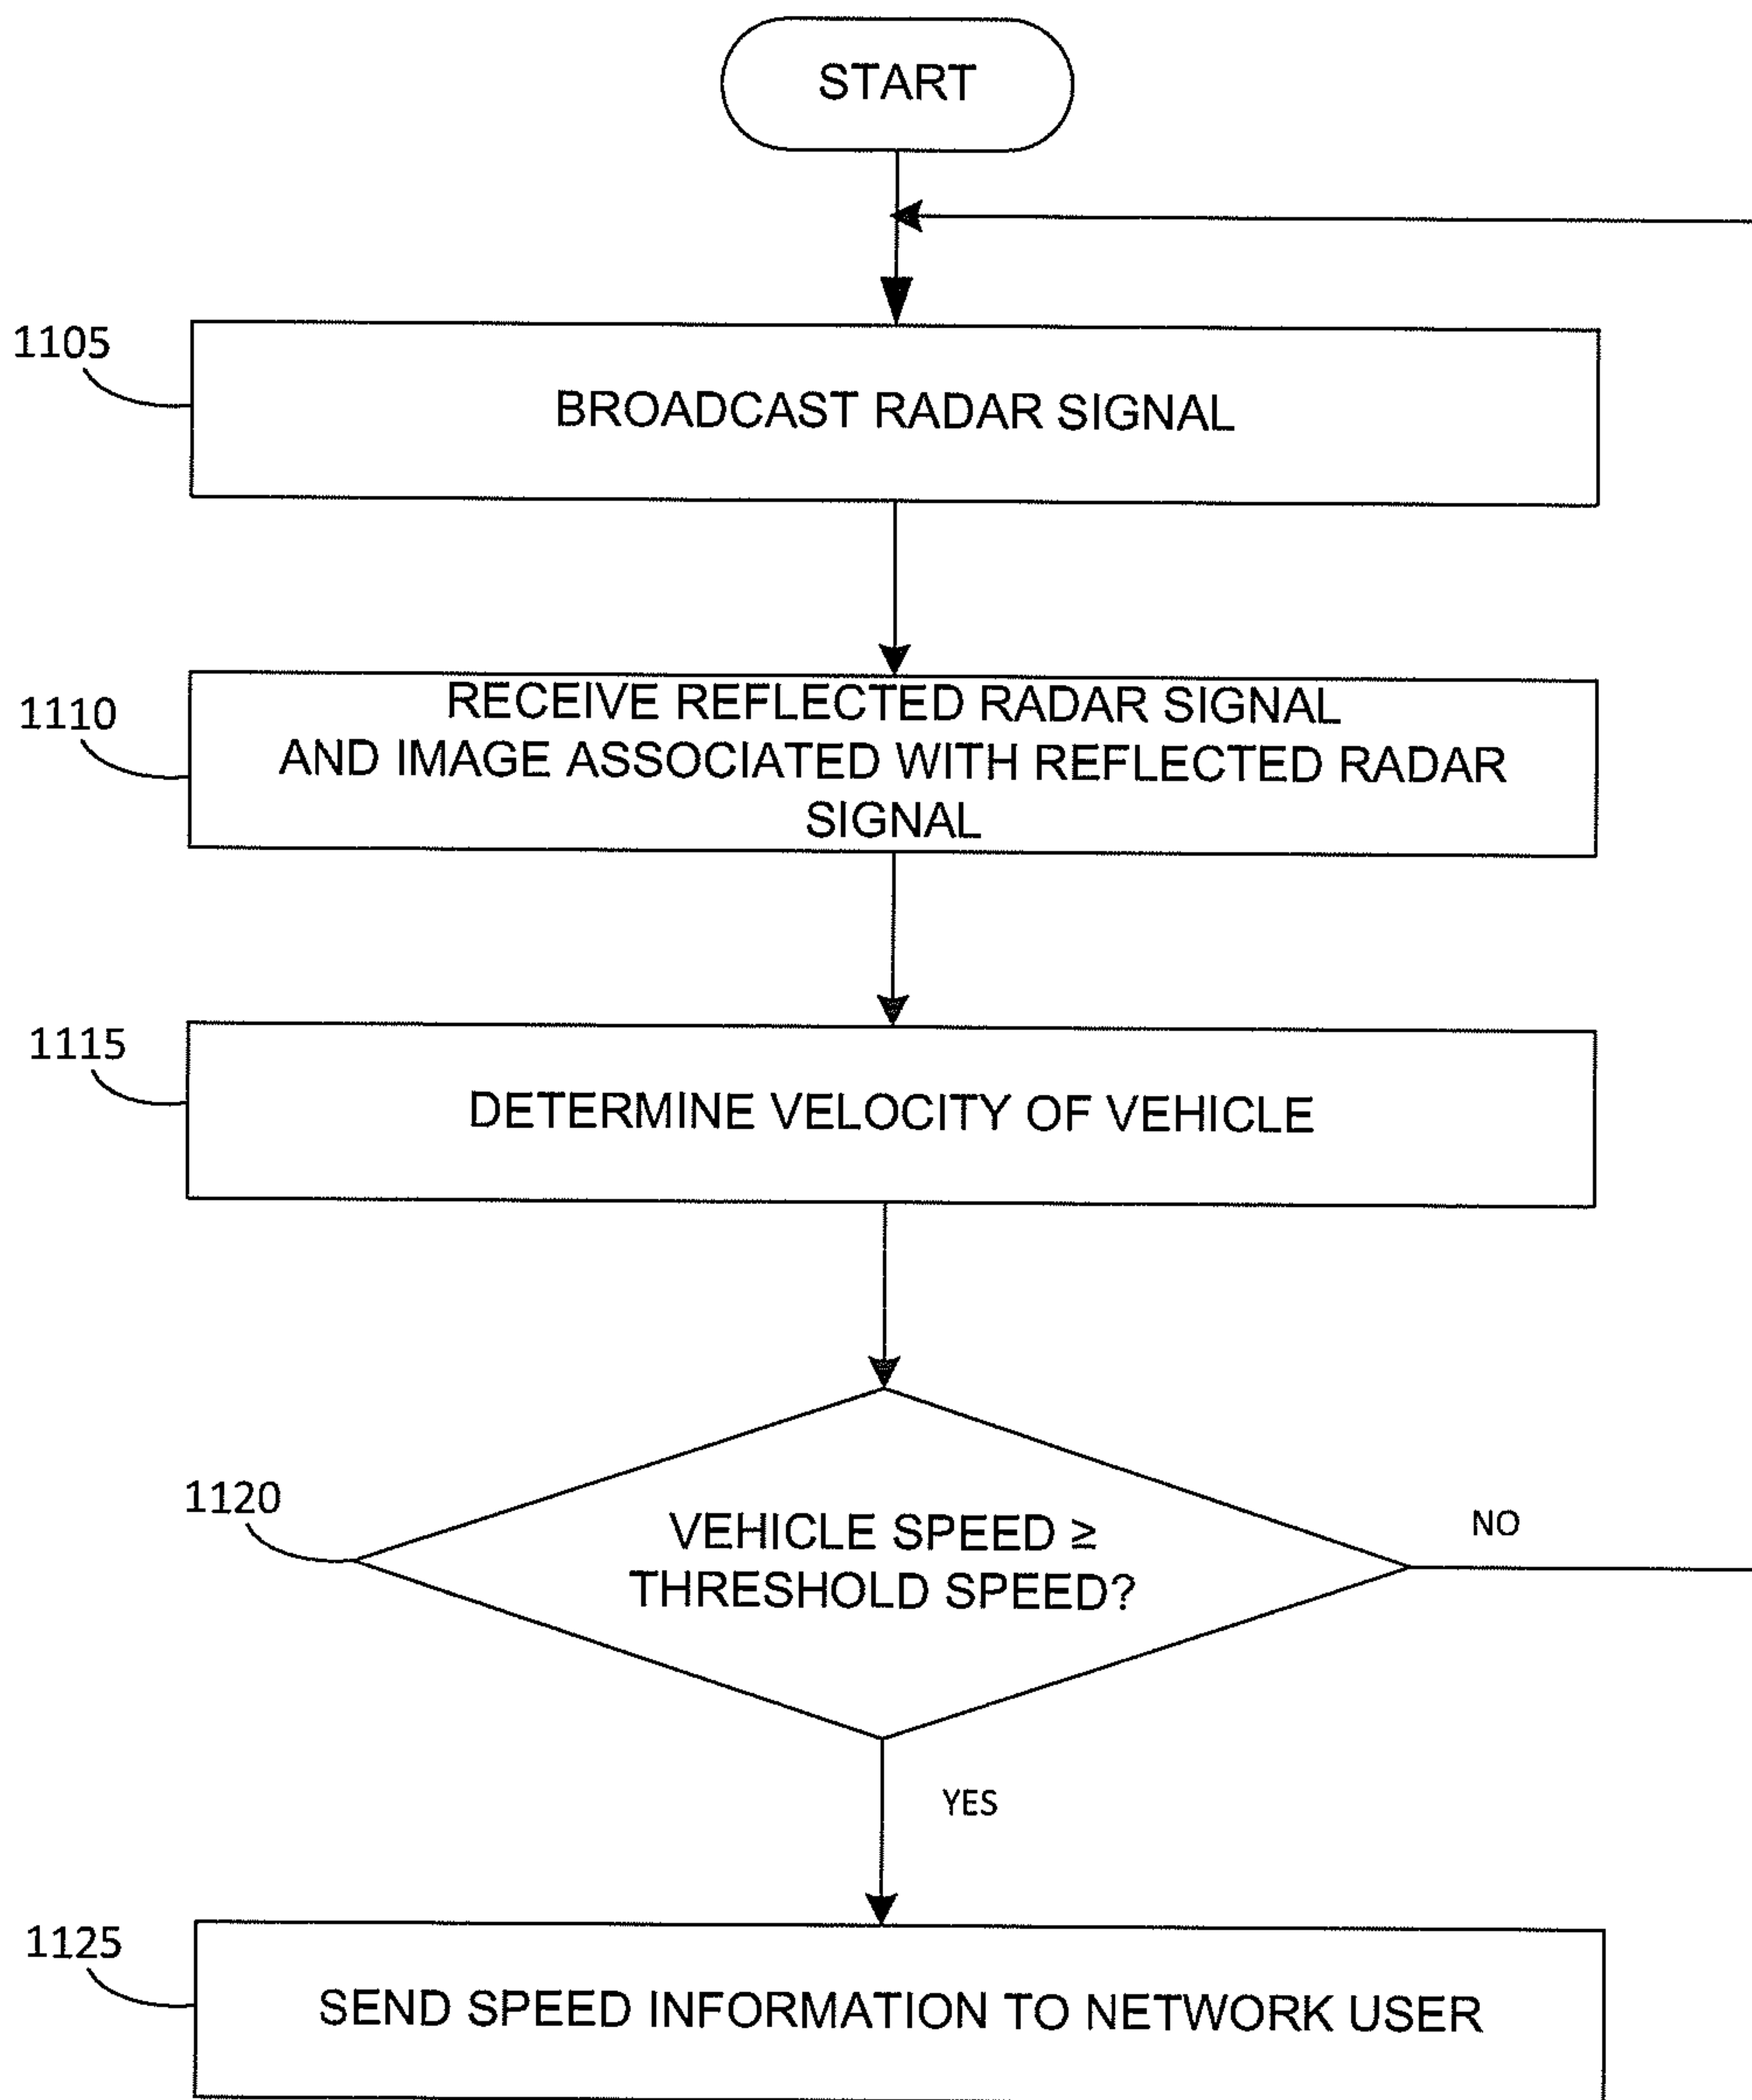 START
1105
BROADCAST RADAR SIGNAL
1110
RECEIVE REFLECTED RADAR SIGNAL
AND IMAGE ASSOCIATED WITH REFLECTED RADAR
SIGNAL
1115
DETERMINE VELOCITY OF VEHICLE
1120
VEHICLE SPEED ≥
THRESHOLD SPEED?
NO
YES
1125
SEND SPEED INFORMATION TO NETWORK USER